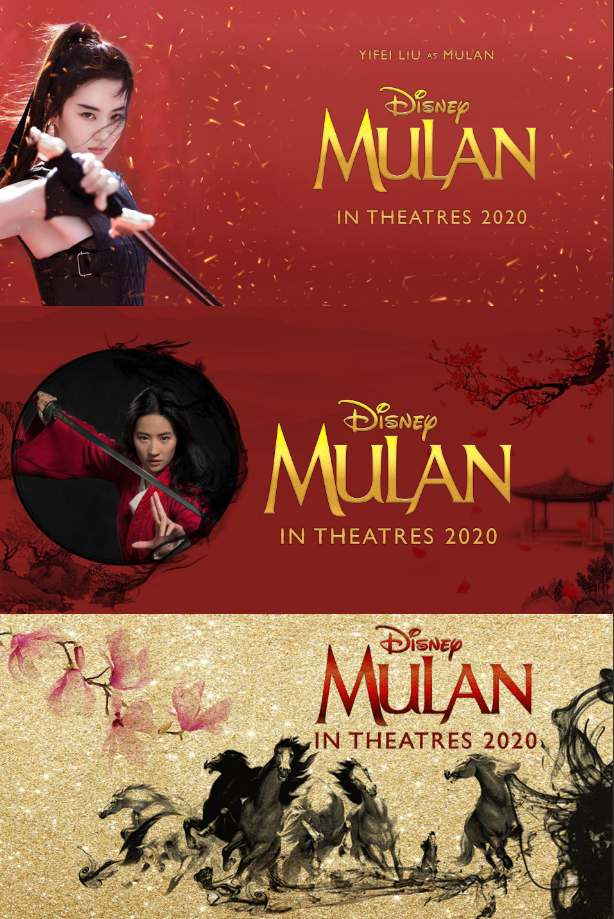 YIFEI LIU AS MULAN
DISNEY
MULAN
IN THEATRES 2020
DISNEY
MULAN
IN THEATRES 2020
DISNEY
MULAN
IN THEATRES 2020